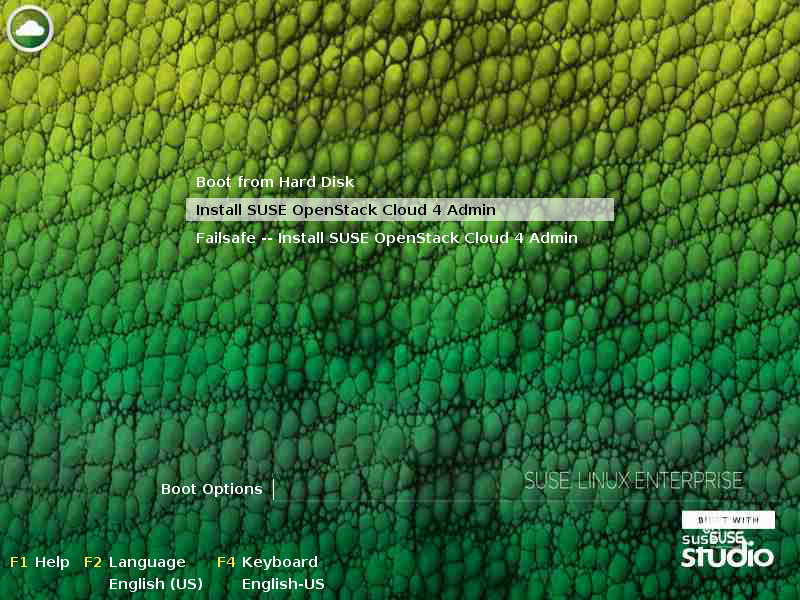 Boot from Hard Disk
Install SUSE OpenStack Cloud 4 Admin
Failsafe -- Install SUSE OpenStack Cloud 4 Admin
Boot Options
SUSE LINUX ENTERPRISE
BUILT WITH
SUSE
studio
F1 Help F2 Language F4 Keyboard
English (US) English-US